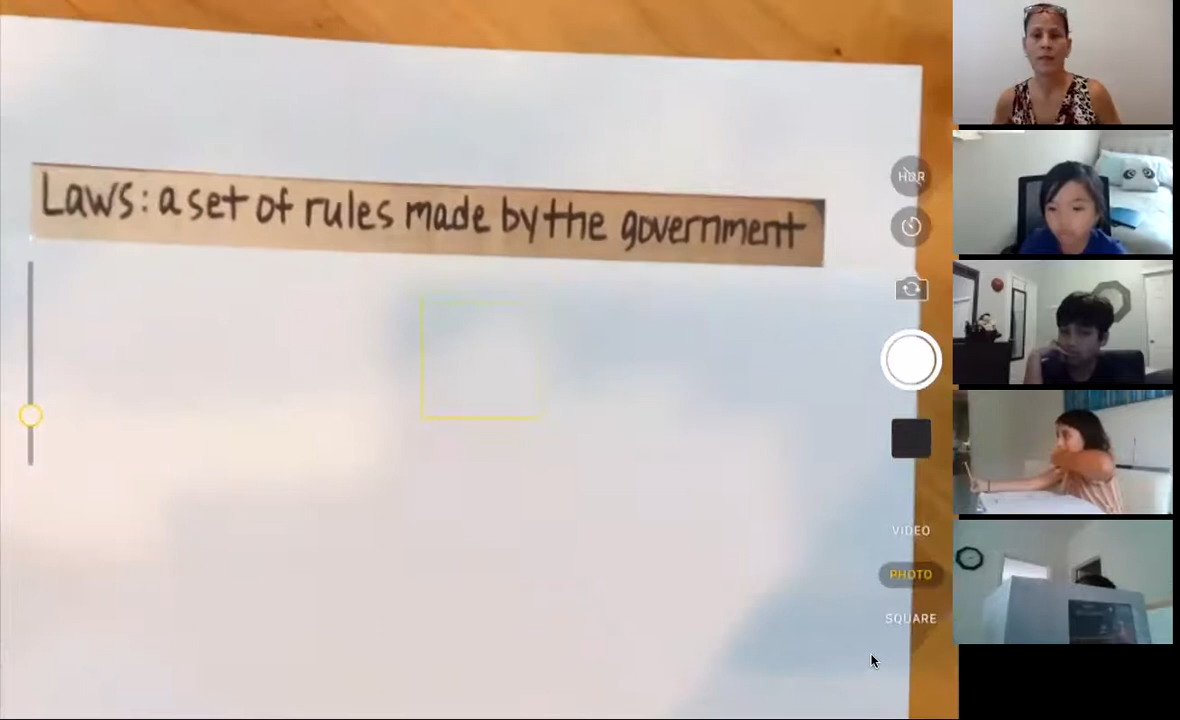 Laws: a set of rules made by the government
HDR
VIDEO
PHOTO
SQUARE